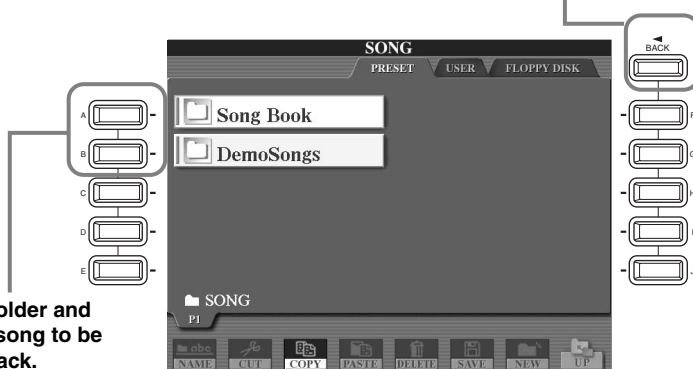 BACK
SONG
PRESET USER FLOPPY DISK
A
Song Book
B
DemoSongs
C
D
E
SONG
P1
NAME CUT COPY PASTE DELETE SAVE NEW UP
older and
song to be
ack.